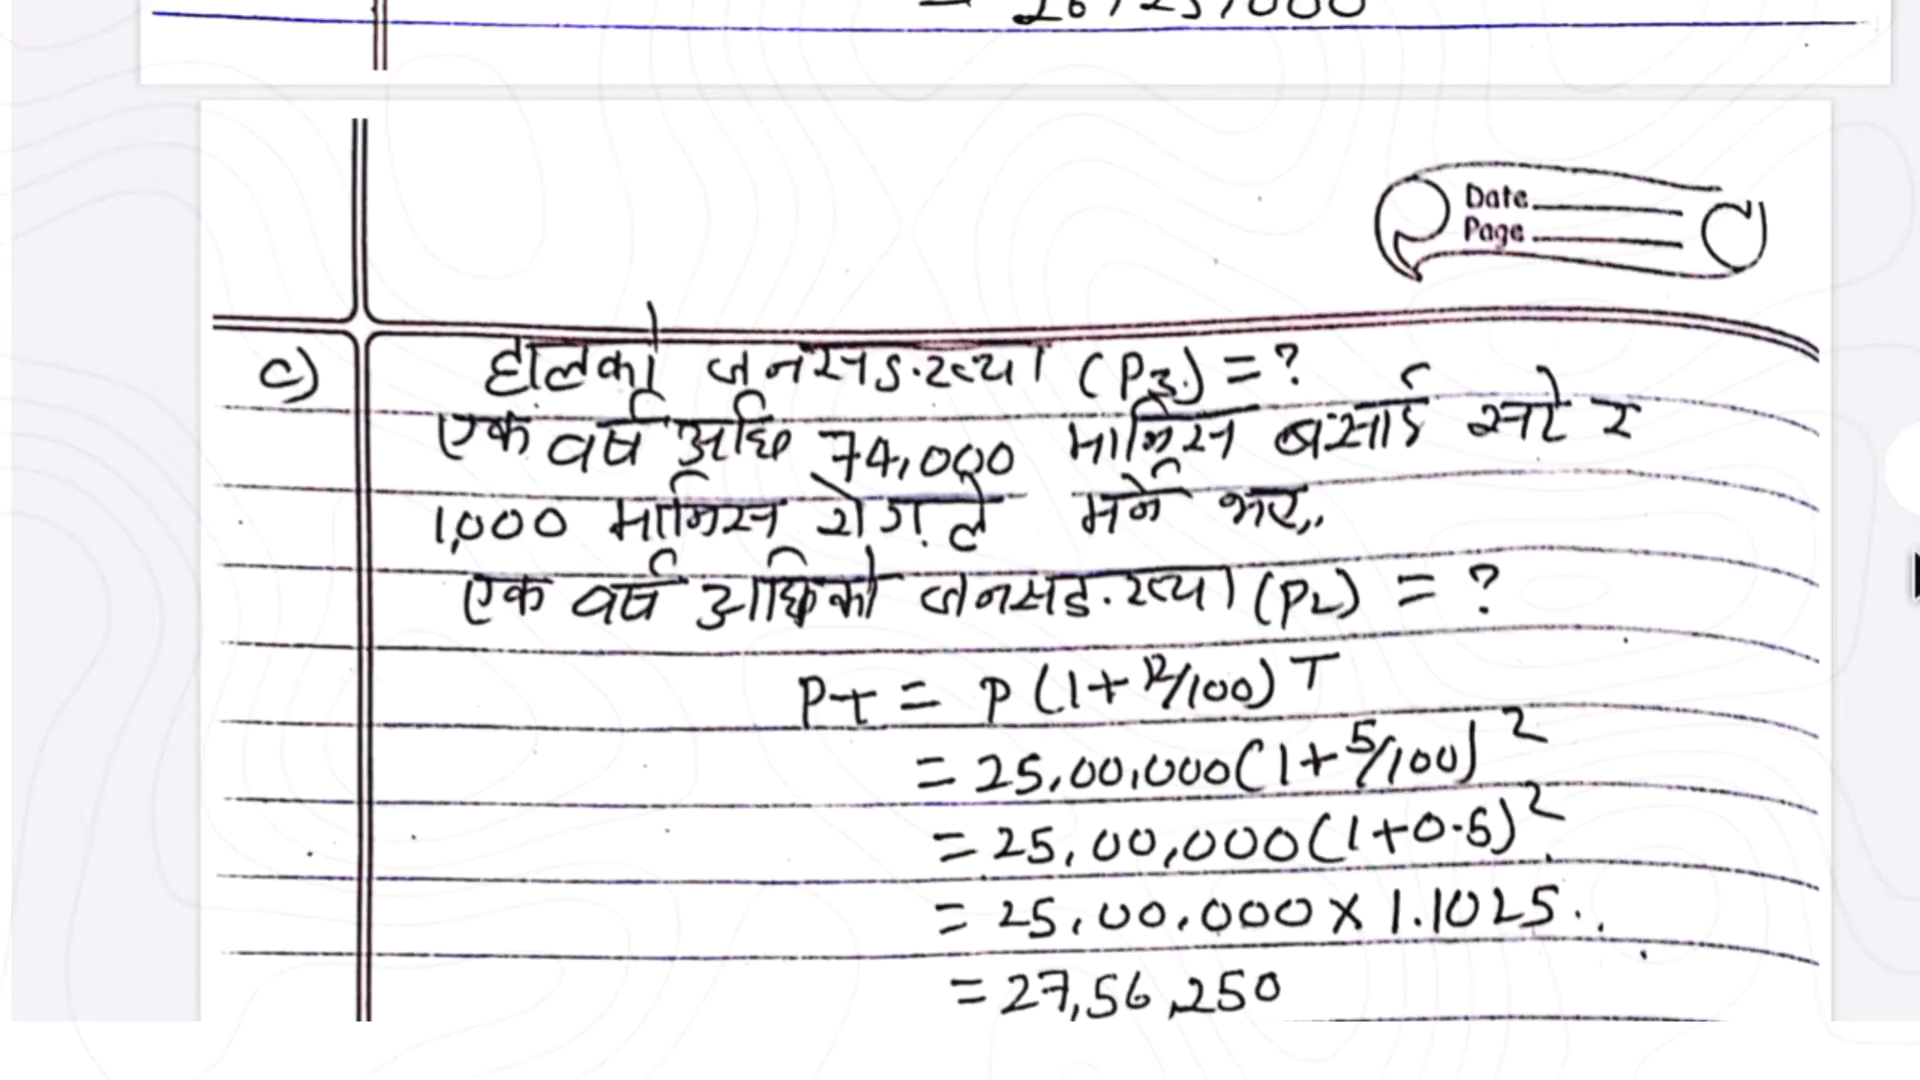 Date
Page
c) हालको जनसङ.ख्या (P3) = ?
एक वर्ष अघि 74,000 मानिस बसाई सरे र
1,000 मानिस रोगले मर्ने भए,,
एक वर्ष अघिको जनसङ.ख्या (P2) = ?
PT = P (1+R/100) T
= 25,00,000(1+5/100) 2
= 25,00,000(1+0.5)2
= 25,00,000 X 1.1025.
= 27,56,250